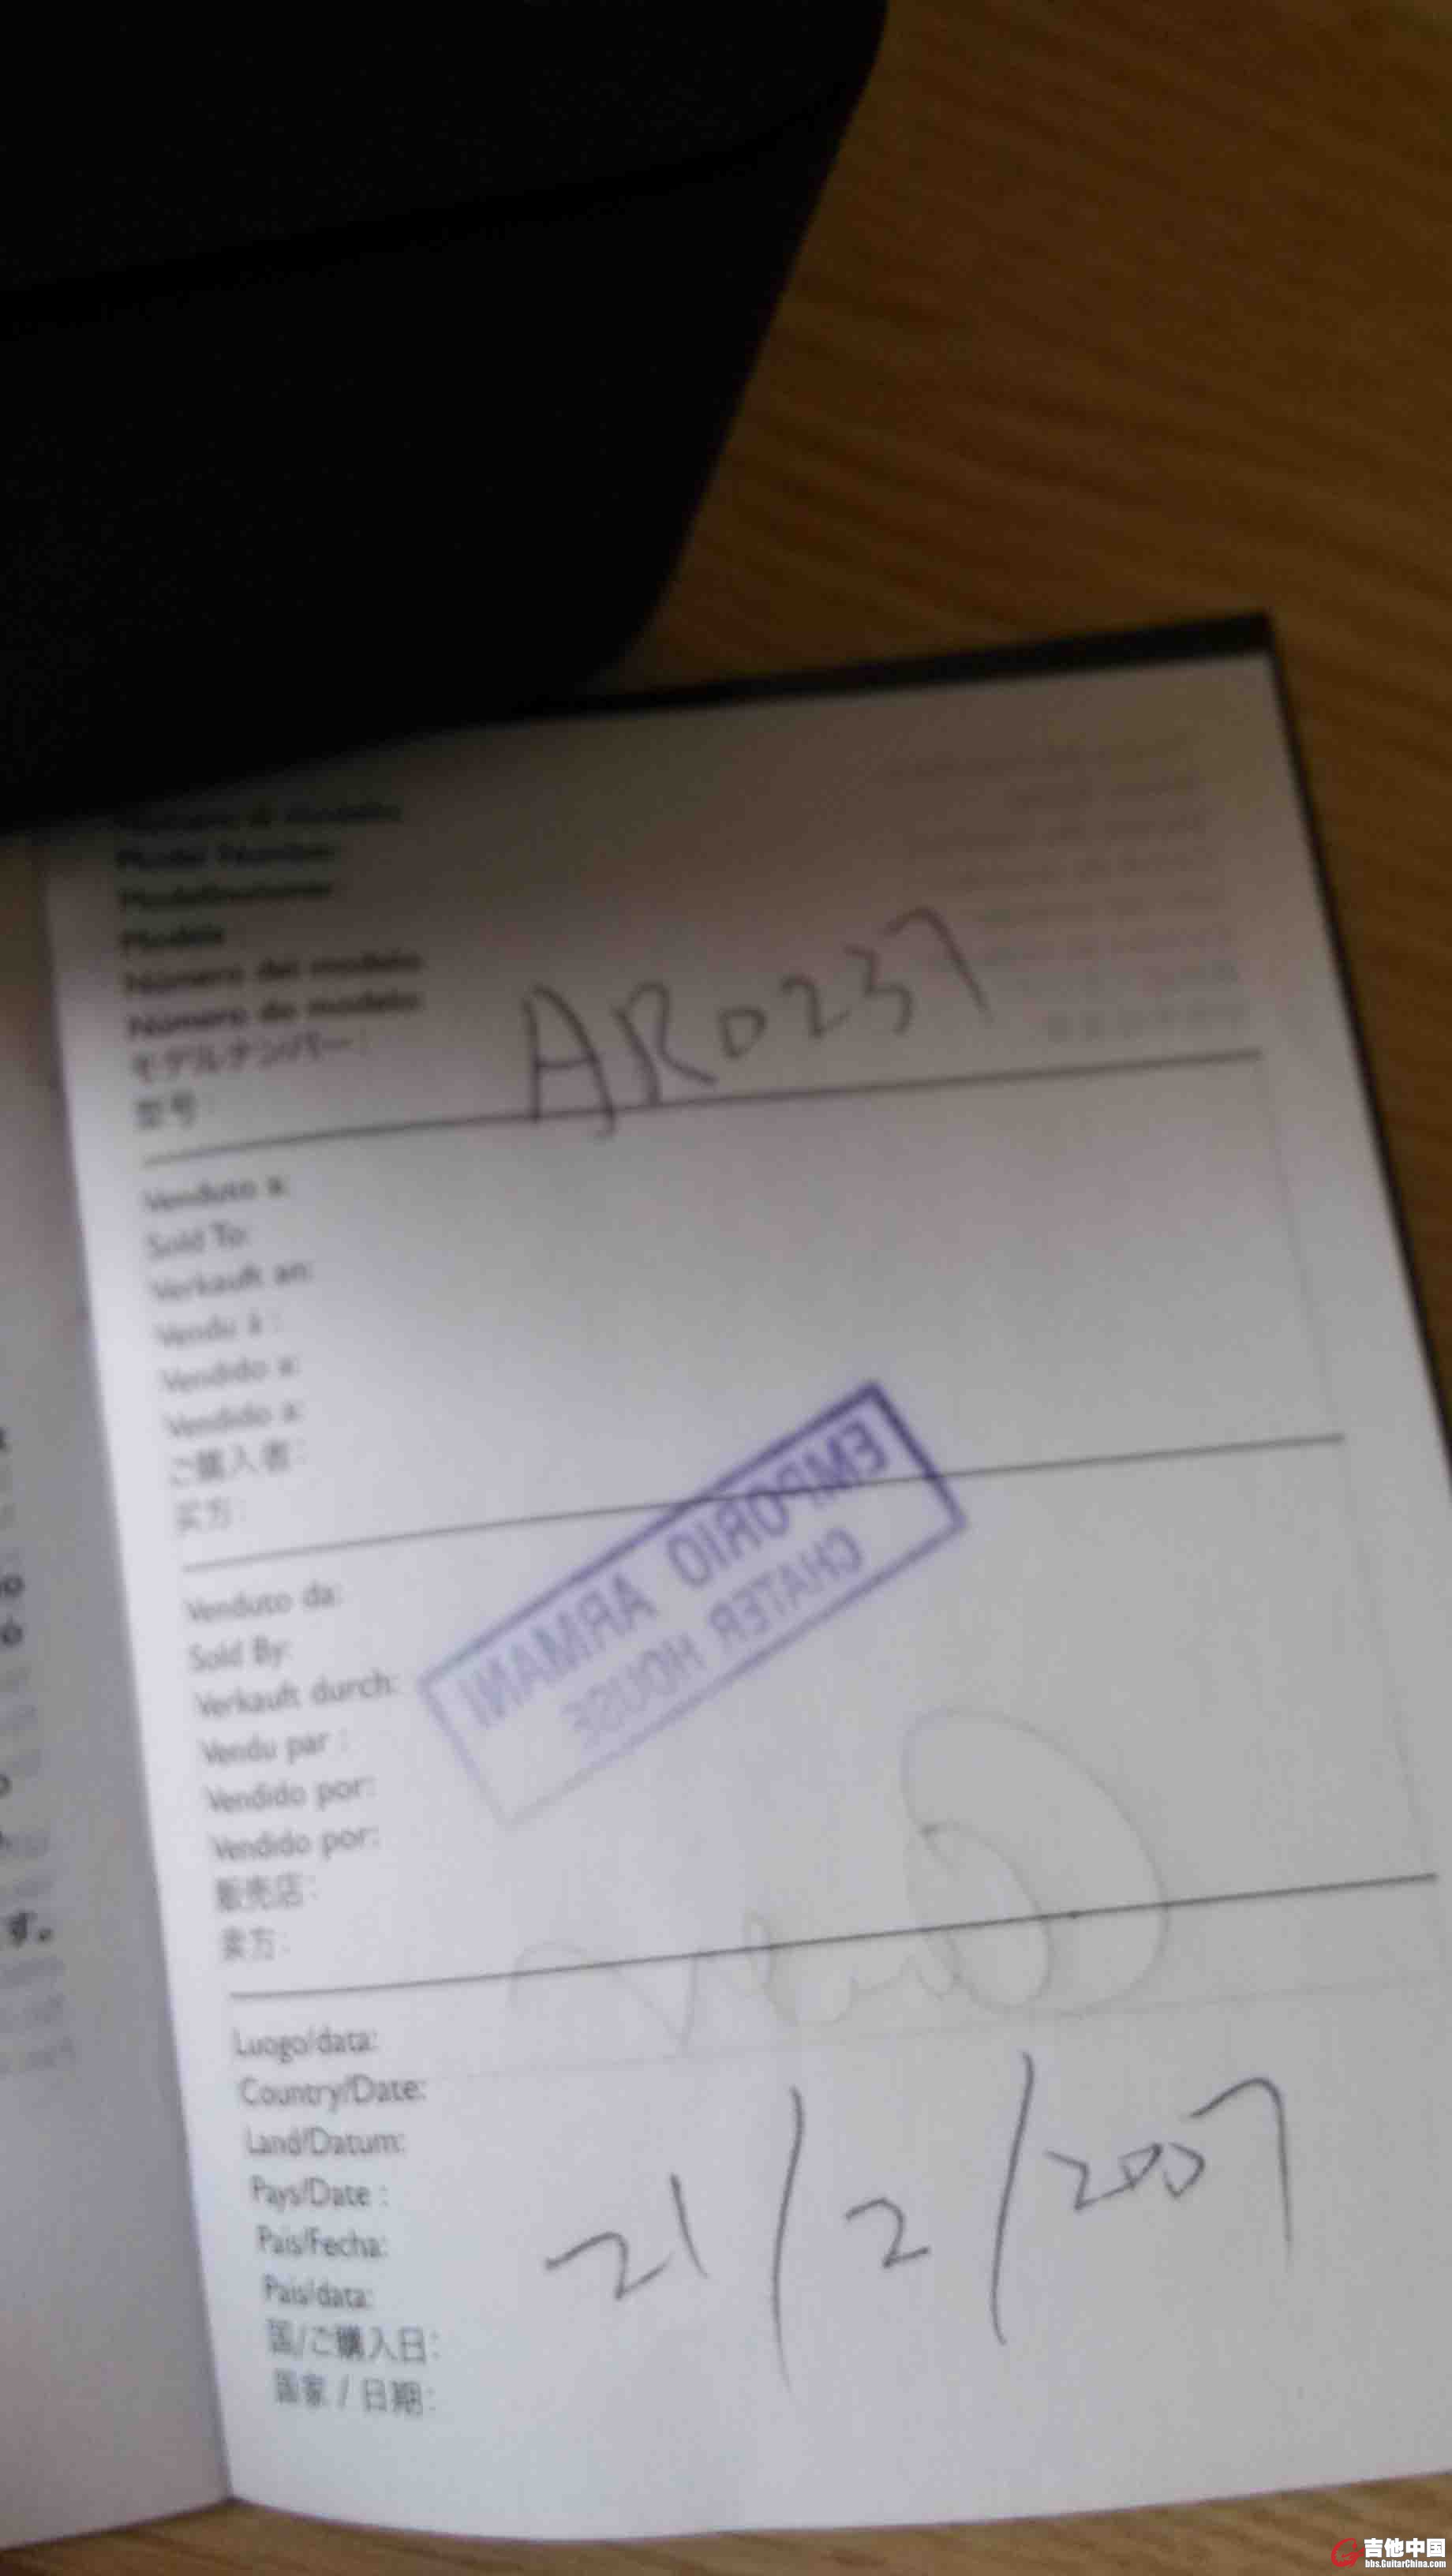 Numero di modello:
Model Number:
Modellnummer:
Modèle
Número del modelo:
Número do modelo:
モデルナンバー:
型号:
AR0237
Venduto a:
Sold To:
Verkauft an:
Vendu à :
Vendido a:
Vendido a:
ご購入者:
买方:
EMPORIO ARMANI
CHATER HOUSE
Venduto da:
Sold By:
Verkauft durch:
Vendu par :
Vendido por:
Vendido por:
販売店:
卖方:
Luogo/data:
Country/Date:
Land/Datum:
Pays/Date :
País/Fecha:
País/data:
国/ご購入日:
国家 / 日期:
21/2/2007
す。
吉他中国
bbs.GuitarChina.com